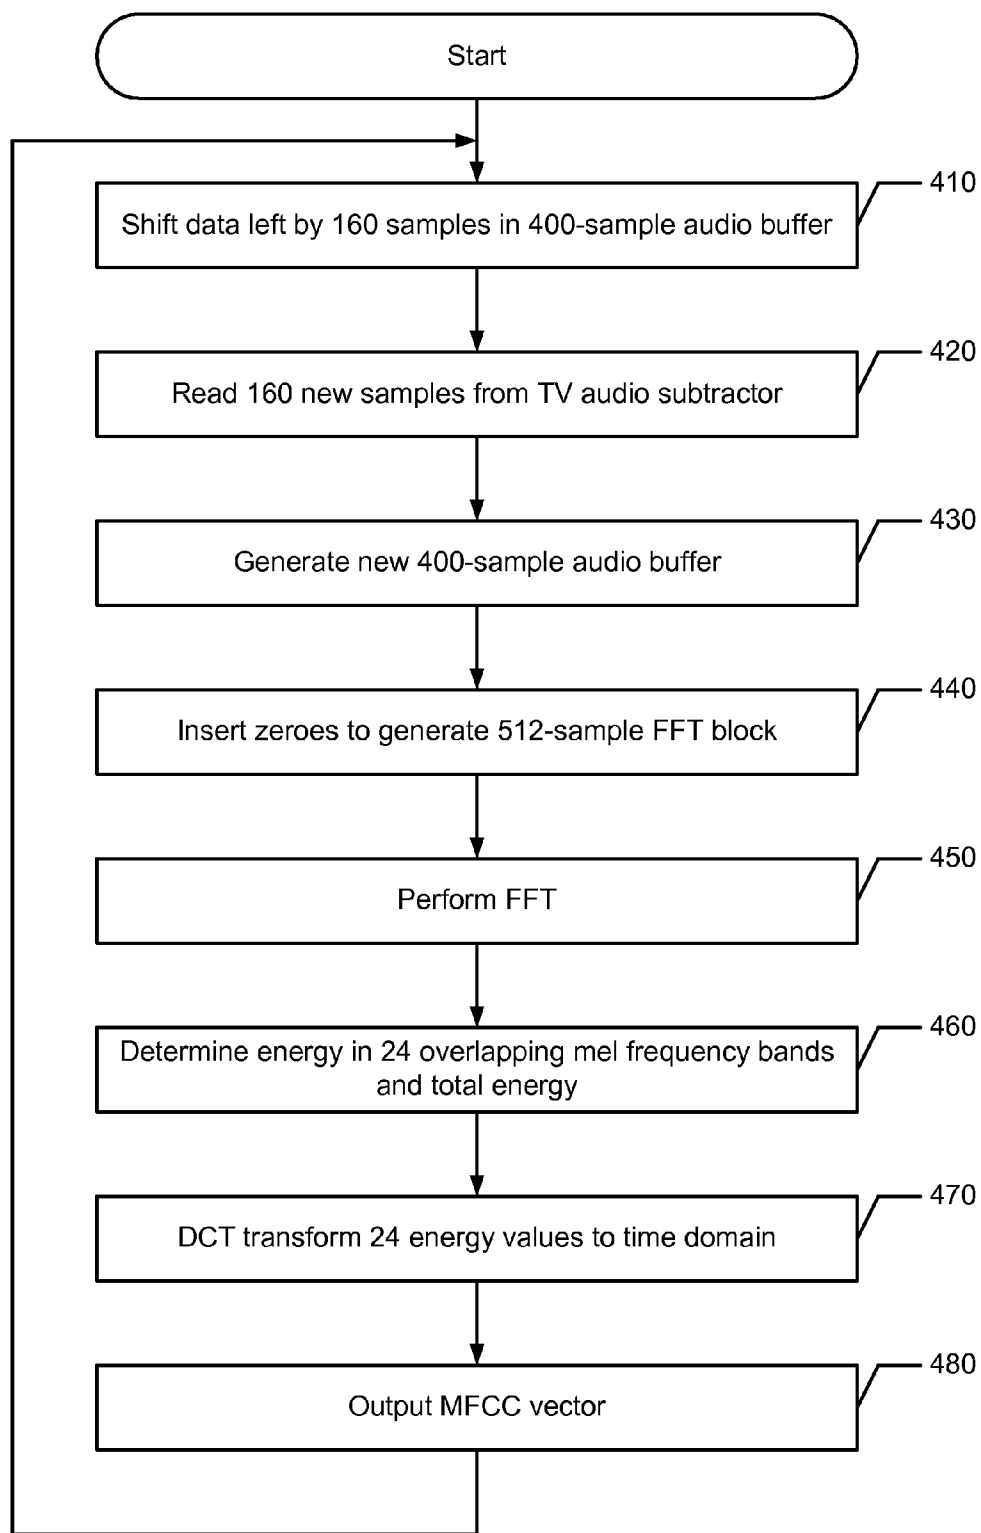 Start
410
Shift data left by 160 samples in 400-sample audio buffer
420
Read 160 new samples from TV audio subtractor
430
Generate new 400-sample audio buffer
440
Insert zeroes to generate 512-sample FFT block
450
Perform FFT
460
Determine energy in 24 overlapping mel frequency bands
and total energy
470
DCT transform 24 energy values to time domain
480
Output MFCC vector